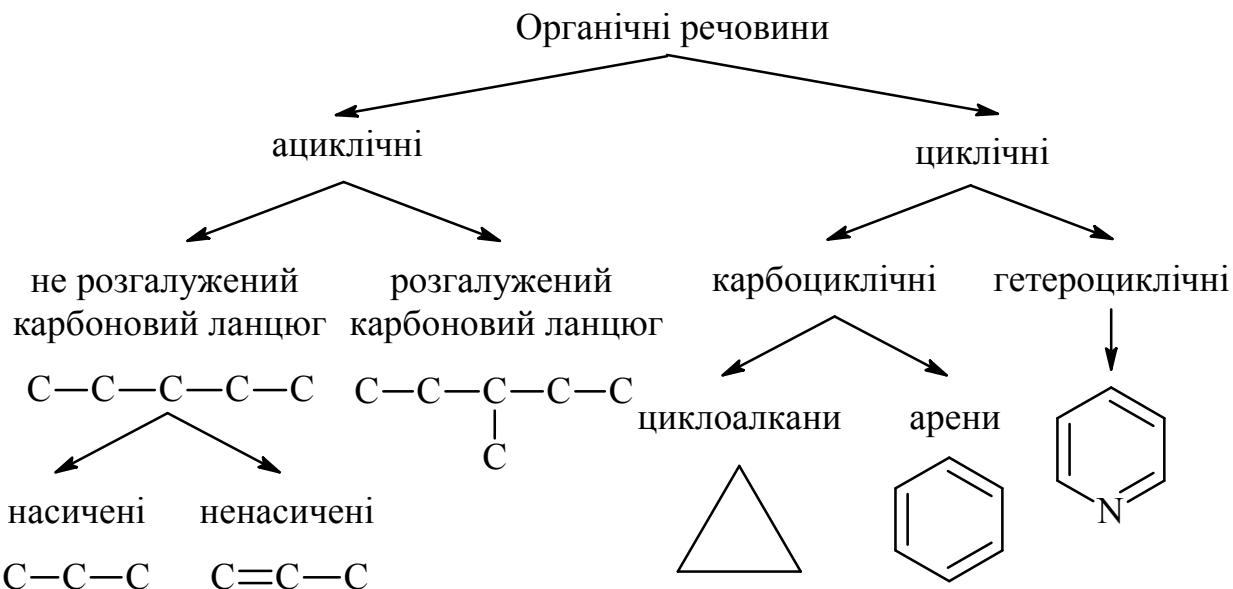 Органічні речовини
ациклічні
циклічні
не розгалужений
карбоновий ланцюг
розгалужений
карбоновий ланцюг
карбоциклічні
гетероциклічні
C—C—C—C—C
C—C—C—C—C
C
циклоалкани
арени
N
насичені
ненасичені
C—C—C
C=C—C